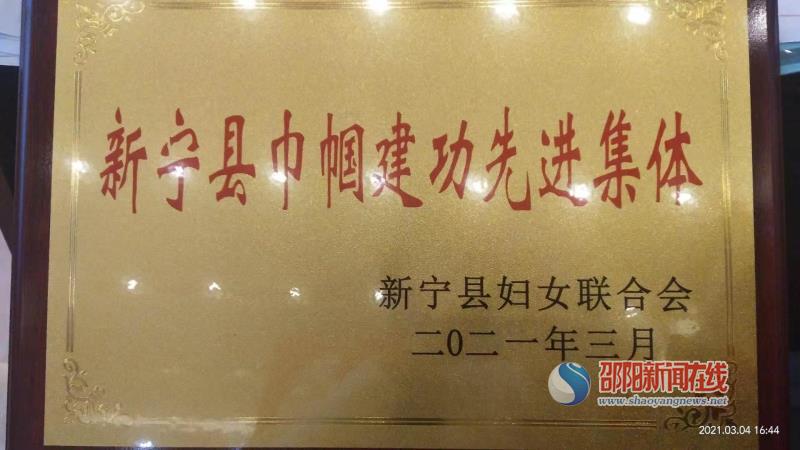 新宁县巾帼建功先进集体
新宁县妇女联合会
二0二一年三月
邵阳新闻在线
www.shaoyangnews.net
2021.03.04 16:44